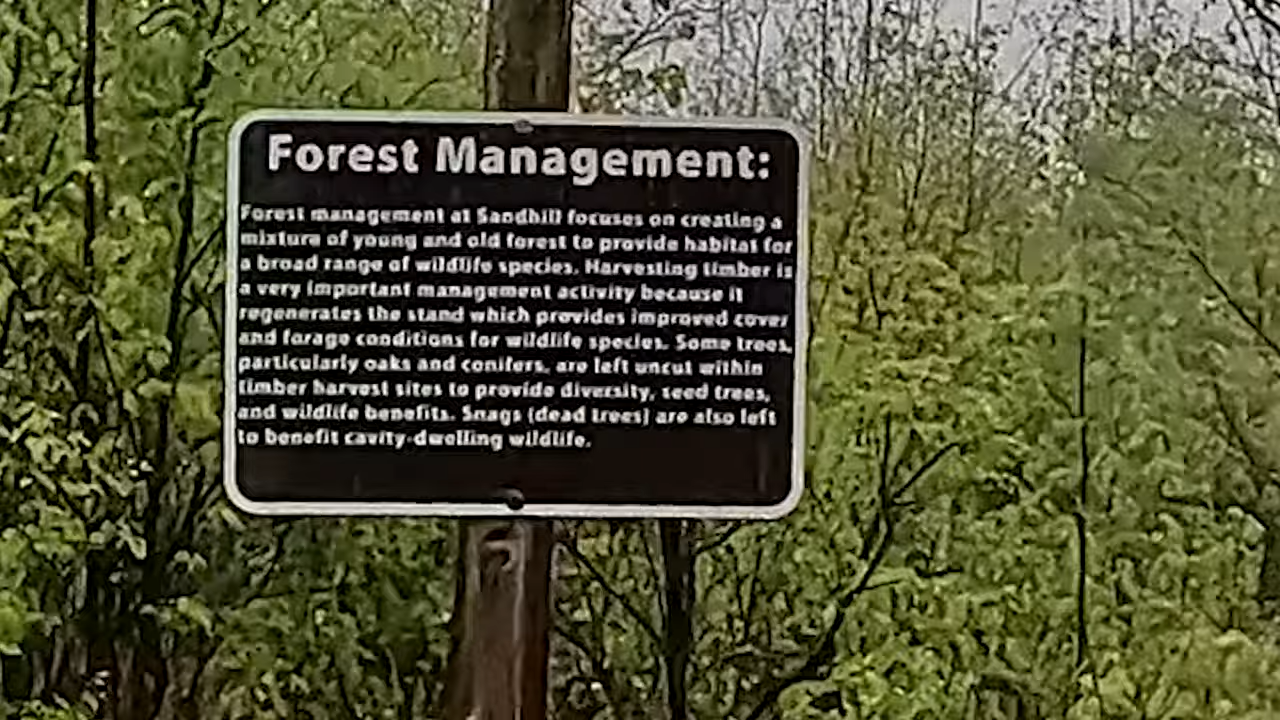 Forest Management:
Forest management at Sandhill focuses on creating a
mixture of young and old forest to provide habitat for
a broad range of wildlife species. Harvesting timber is
a very important management activity because it
regenerates the stand which provides improved cover
and forage conditions for wildlife species. Some trees,
particularly oaks and conifers, are left uncut within
timber harvest sites to provide diversity, seed trees,
and wildlife benefits. Snags (dead trees) are also left
to benefit cavity-dwelling wildlife.